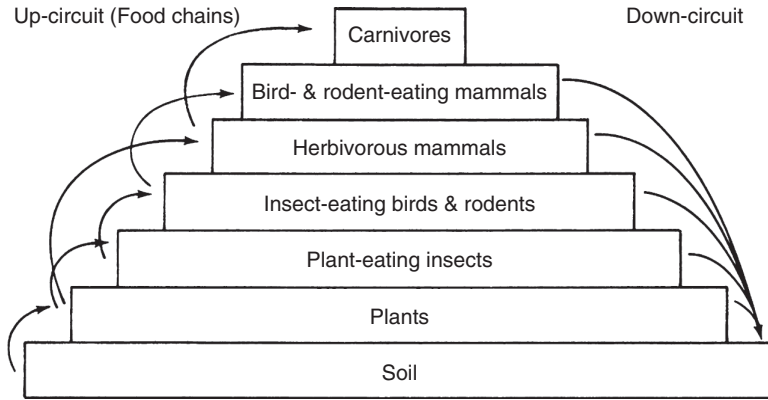 Up-circuit (Food chains)
Down-circuit
Carnivores
Bird- & rodent-eating mammals
Herbivorous mammals
Insect-eating birds & rodents
Plant-eating insects
Plants
Soil